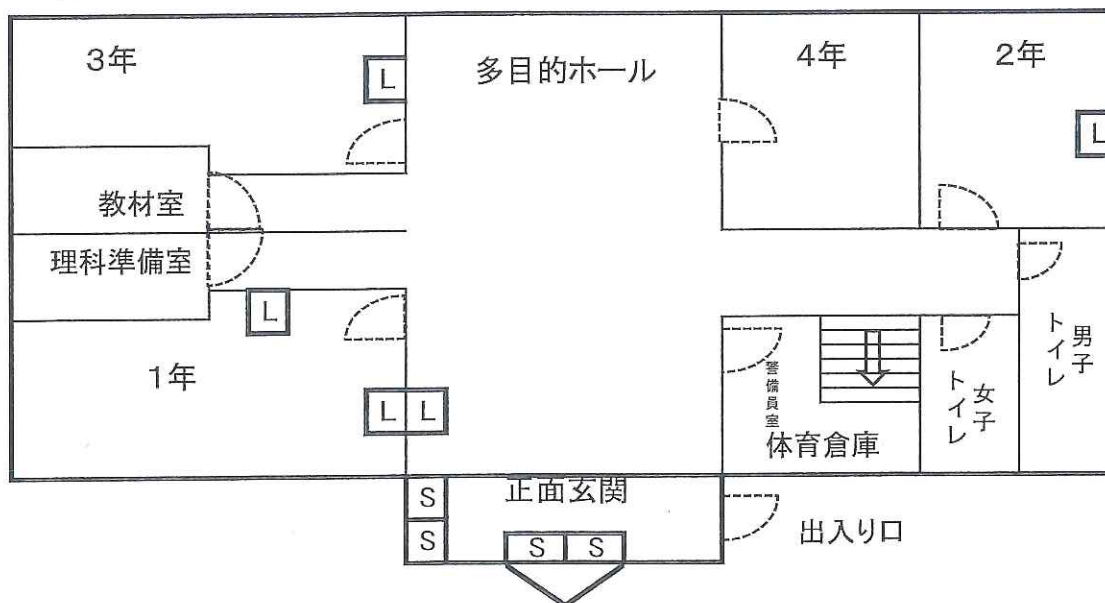 3年
多目的ホール
4年
2年
L
L
教材室
理科準備室
L
1年
L
L
警備員室
体育倉庫
女子
トイレ
男子
トイレ
正面玄関
S
S
S
S
出入り口